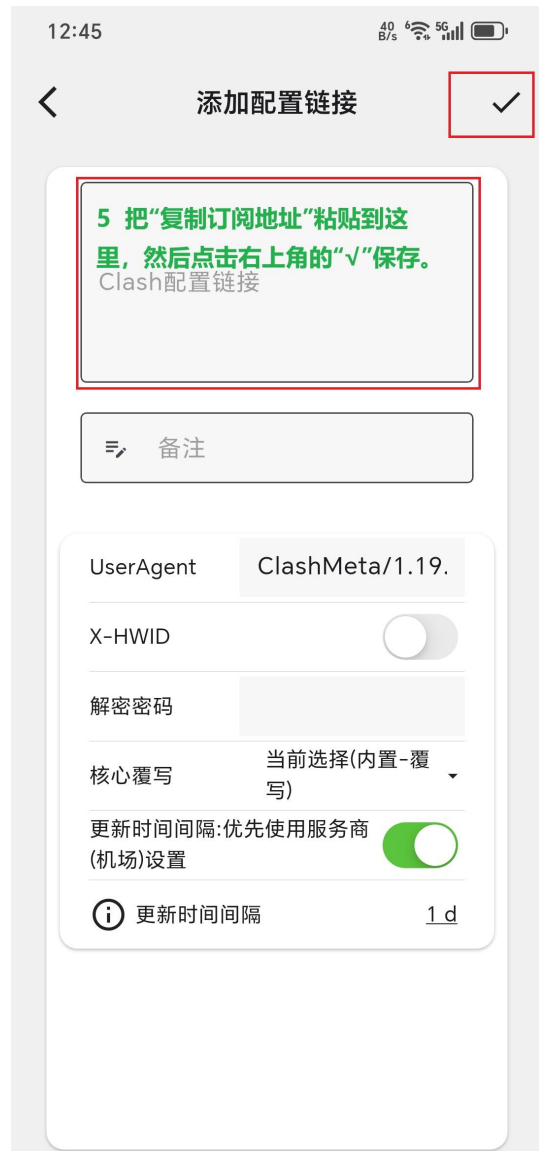 12:45
40 B/s 6 5G
添加配置链接
5 把“复制订阅地址”粘贴到这
里，然后点击右上角的“√”保存。
Clash配置链接
备注
UserAgent ClashMeta/1.19.
X-HWID
解密密码
核心覆写 当前选择(内置-覆
写)
更新时间间隔:优先使用服务商
(机场)设置
更新时间间隔 1 d